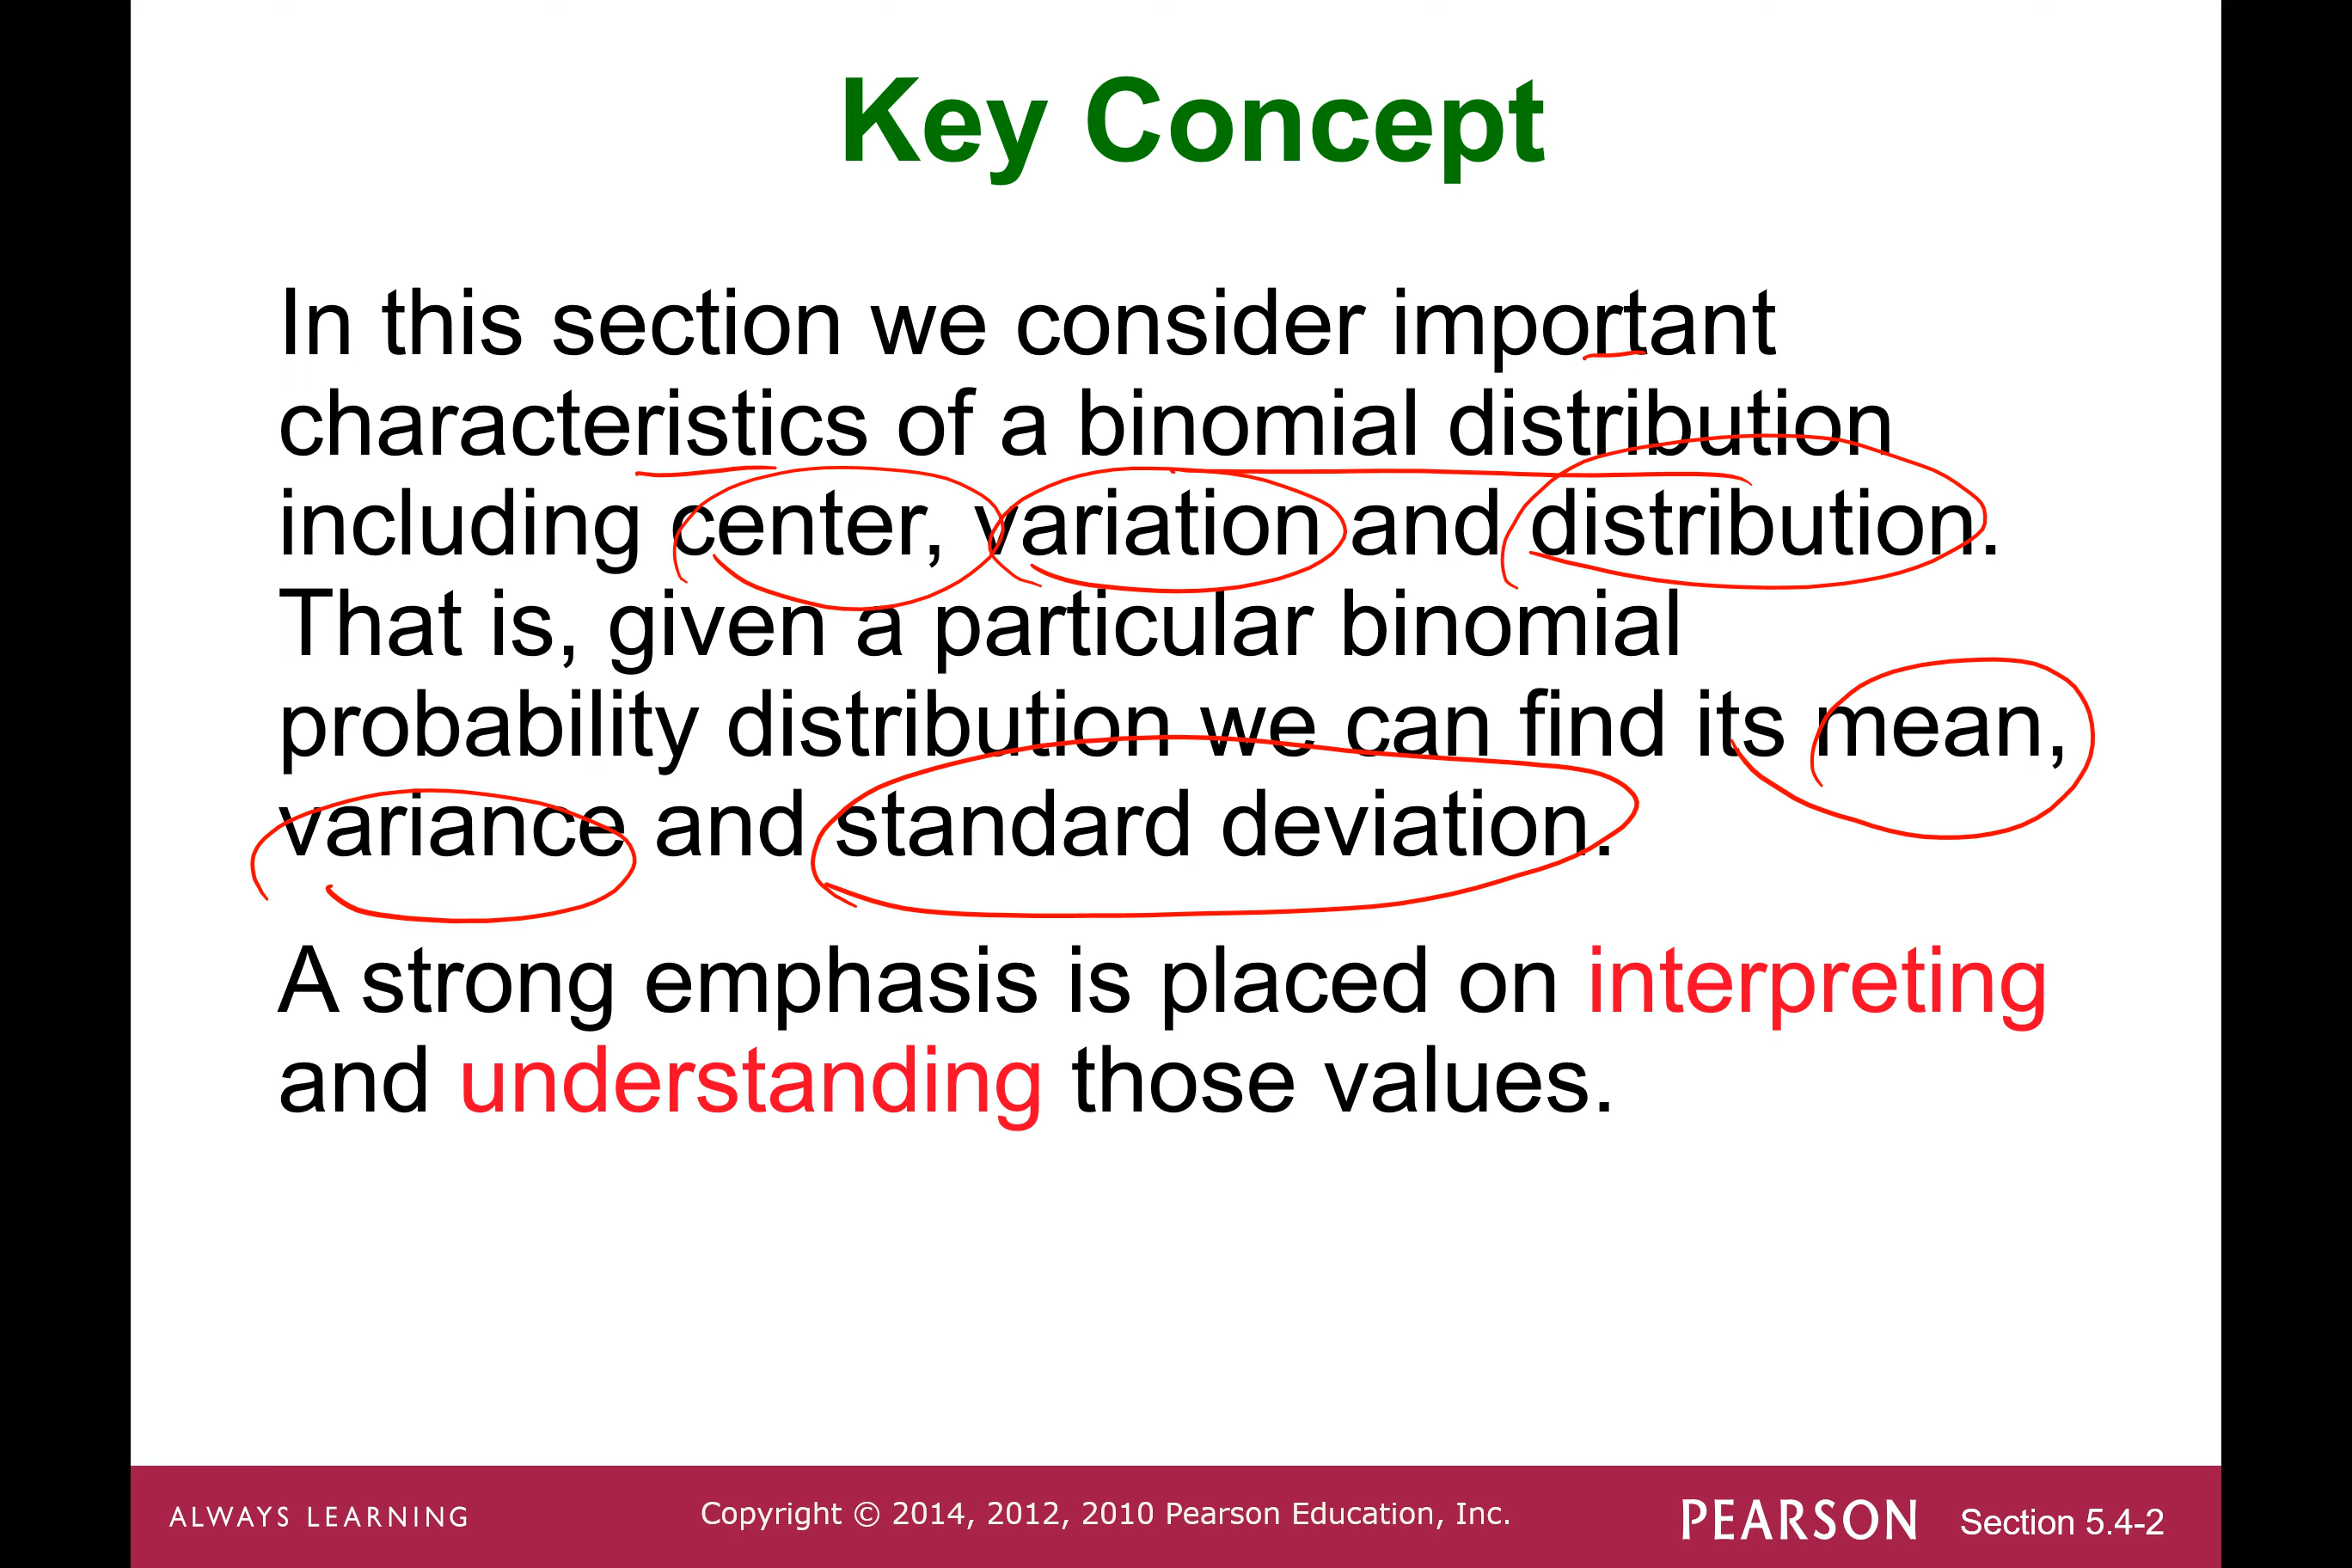 Key Concept
In this section we consider important
characteristics of a binomial distribution
including center, variation and distribution.
That is, given a particular binomial
probability distribution we can find its mean,
variance and standard deviation.
A strong emphasis is placed on interpreting
and understanding those values.
ALWAYS LEARNING
Copyright © 2014, 2012, 2010 Pearson Education, Inc.
PEARSON
Section 5.4-2